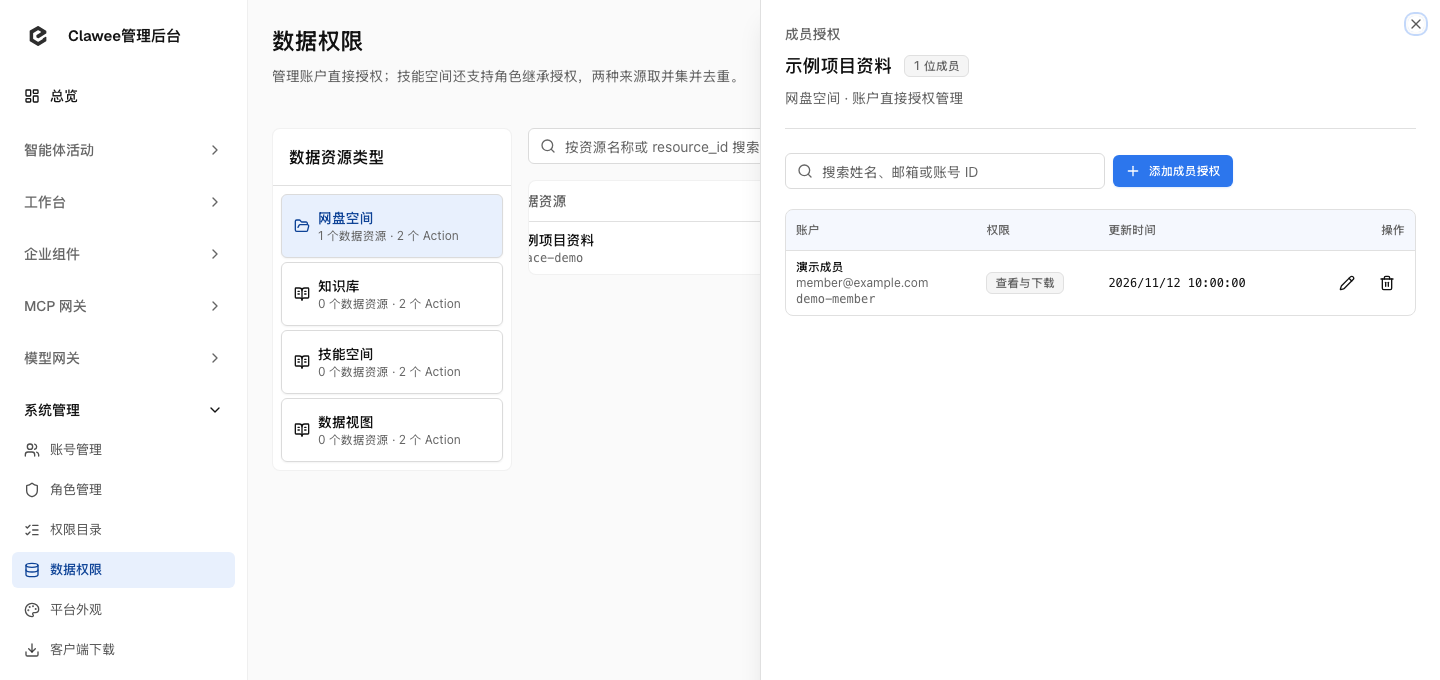 Clawee管理后台
总览
智能体活动
工作台
企业组件
MCP 网关
模型网关
系统管理
账号管理
角色管理
权限目录
数据权限
平台外观
客户端下载
数据权限
管理账户直接授权；技能空间还支持角色继承授权，两种来源取并集并去重。
数据资源类型
网盘空间
1 个数据资源 · 2 个 Action
知识库
0 个数据资源 · 2 个 Action
技能空间
0 个数据资源 · 2 个 Action
数据视图
0 个数据资源 · 2 个 Action
按资源名称或 resource_id 搜索
据资源
例项目资料
ace-demo
成员授权
示例项目资料 1 位成员
网盘空间 · 账户直接授权管理
搜索姓名、邮箱或账号 ID
添加成员授权
账户 权限 更新时间 操作
演示成员
member@example.com
demo-member
查看与下载
2026/11/12 10:00:00